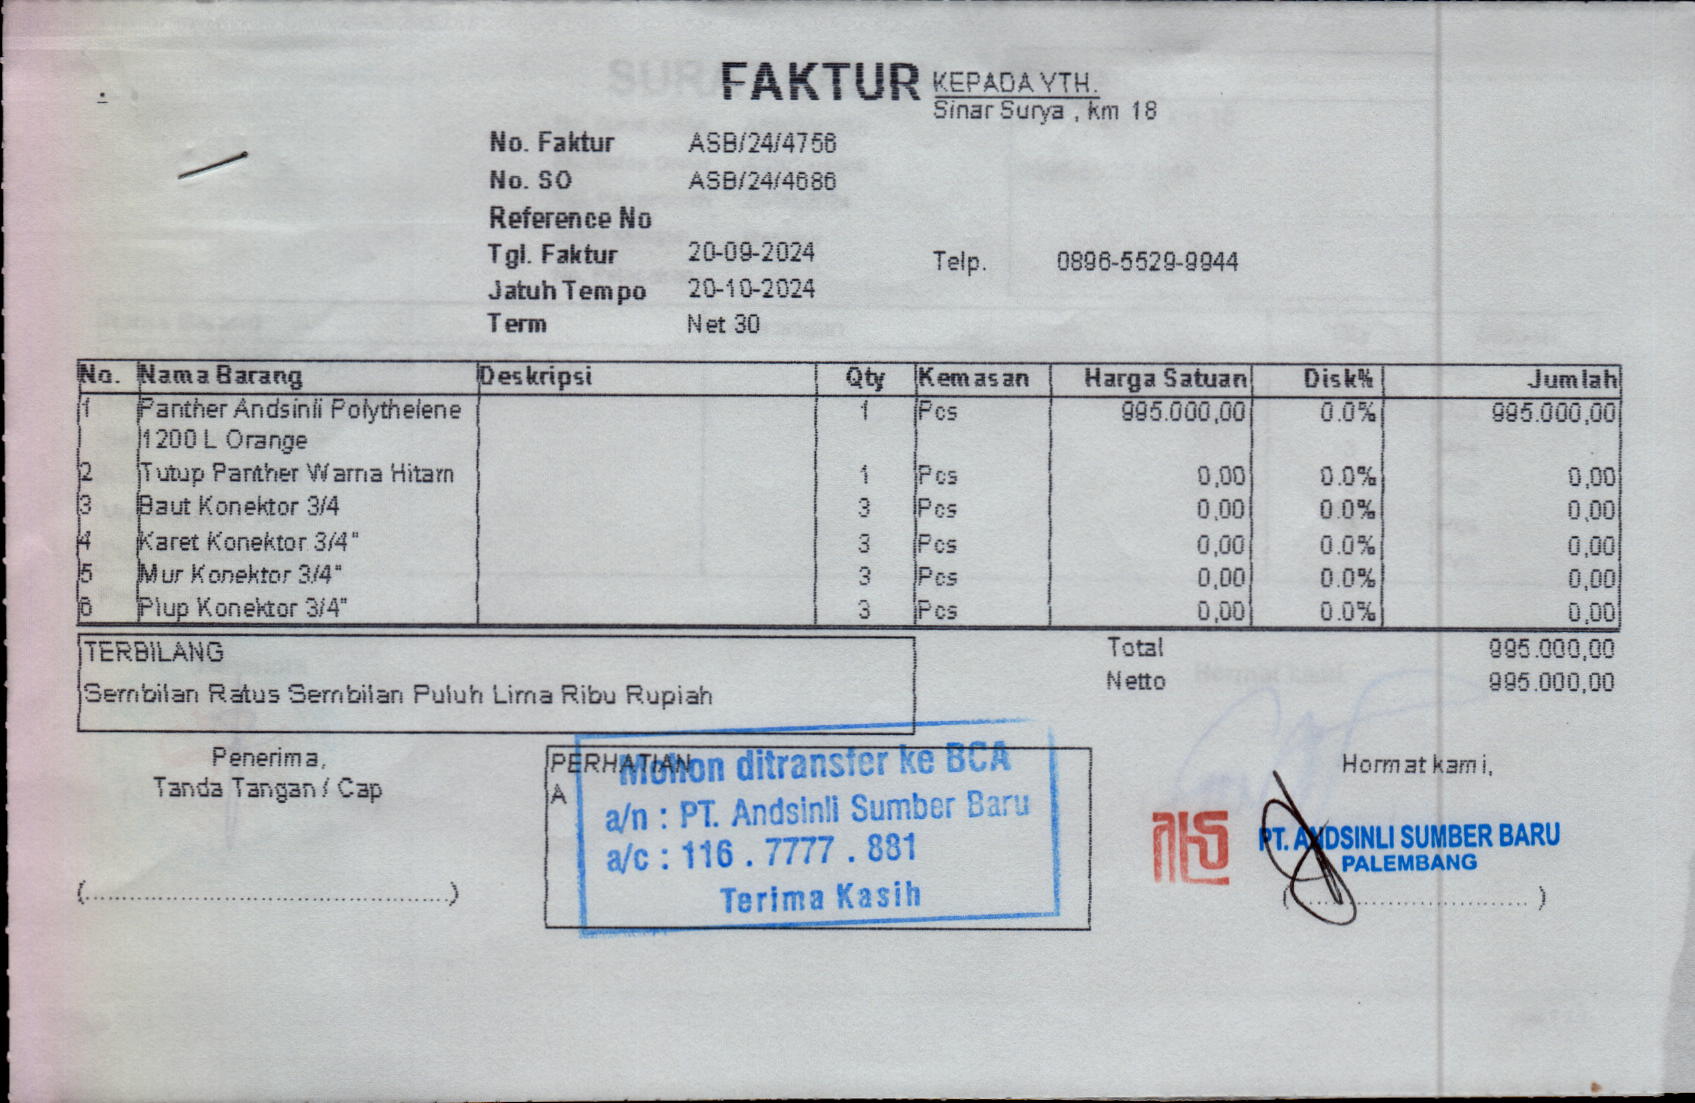 FAKTUR
KEPADA YTH.
Sinar Surya , km 18
No. Faktur ASB/24/4756
No. SO ASB/24/4686
Reference No
Tgl. Faktur 20-09-2024
Telp. 0896-5529-9944
Jatuh Tempo 20-10-2024
Term Net 30
No. Nama Barang Deskripsi Qty Kemasan Harga Satuan Disk% Jumlah
1 Panther Andsinli Polythelene 1 Pcs 995.000,00 0.0% 995.000,00
1200 L Orange
2 Tutup Panther Warna Hitam 1 Pcs 0,00 0.0% 0,00
3 Baut Konektor 3/4 3 Pcs 0,00 0.0% 0,00
4 Karet Konektor 3/4" 3 Pcs 0,00 0.0% 0,00
5 Mur Konektor 3/4" 3 Pcs 0,00 0.0% 0,00
6 Plup Konektor 3/4" 3 Pcs 0,00 0.0% 0,00
TERBILANG
Sembilan Ratus Sembilan Puluh Lima Ribu Rupiah
Total 995.000,00
Netto 995.000,00
Penerima,
Tanda Tangan / Cap
(..................................................)
PERHATIAN
A
Mohon ditransfer ke BCA
a/n : PT. Andsinli Sumber Baru
a/c : 116 . 7777 . 881
Terima Kasih
Hormat kami,
PT. ANDSINLI SUMBER BARU
PALEMBANG
(.................................)